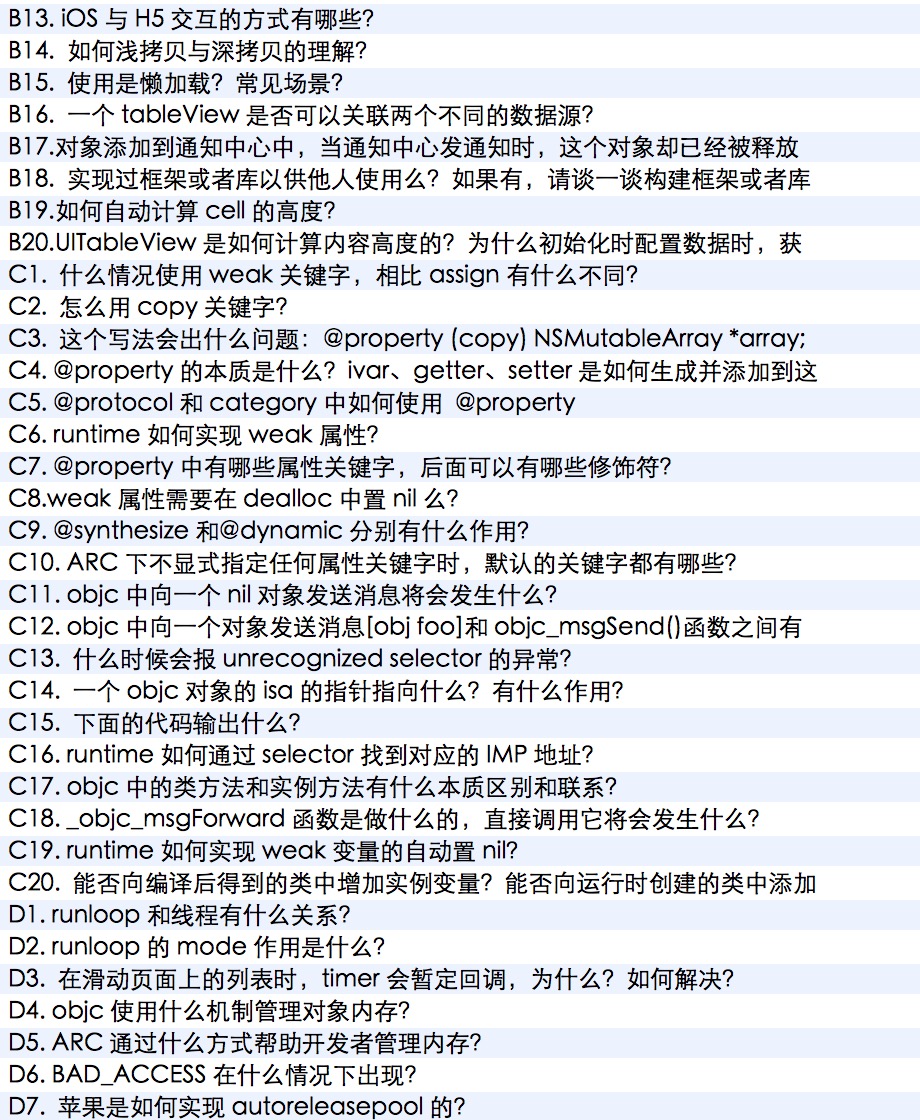 B13. iOS 与 H5 交互的方式有哪些？
B14. 如何浅拷贝与深拷贝的理解？
B15. 使用是懒加载？常见场景？
B16. 一个 tableView 是否可以关联两个不同的数据源？
B17.对象添加到通知中心中，当通知中心发通知时，这个对象却已经被释放
B18. 实现过框架或者库以供他人使用么？如果有，请谈一谈构建框架或者库
B19.如何自动计算 cell 的高度？
B20.UITableView 是如何计算内容高度的？为什么初始化时配置数据时，获
C1. 什么情况使用 weak 关键字，相比 assign 有什么不同？
C2. 怎么用 copy 关键字？
C3. 这个写法会出什么问题：@property (copy) NSMutableArray *array;
C4. @property 的本质是什么？ivar、getter、setter 是如何生成并添加到这
C5. @protocol 和 category 中如何使用 @property
C6. runtime 如何实现 weak 属性？
C7. @property 中有哪些属性关键字，后面可以有哪些修饰符？
C8.weak 属性需要在 dealloc 中置 nil 么？
C9. @synthesize 和@dynamic 分别有什么作用？
C10. ARC 下不显式指定任何属性关键字时，默认的关键字都有哪些？
C11. objc 中向一个 nil 对象发送消息将会发生什么？
C12. objc 中向一个对象发送消息[obj foo]和 objc_msgSend()函数之间有
C13. 什么时候会报 unrecognized selector 的异常？
C14. 一个 objc 对象的 isa 的指针指向什么？有什么作用？
C15. 下面的代码输出什么？
C16. runtime 如何通过 selector 找到对应的 IMP 地址？
C17. objc 中的类方法和实例方法有什么本质区别和联系？
C18. _objc_msgForward 函数是做什么的，直接调用它将会发生什么？
C19. runtime 如何实现 weak 变量的自动置 nil？
C20. 能否向编译后得到的类中增加实例变量？能否向运行时创建的类中添加
D1. runloop 和线程有什么关系？
D2. runloop 的 mode 作用是什么？
D3. 在滑动页面上的列表时，timer 会暂定回调，为什么？如何解决？
D4. objc 使用什么机制管理对象内存？
D5. ARC 通过什么方式帮助开发者管理内存？
D6. BAD_ACCESS 在什么情况下出现？
D7. 苹果是如何实现 autoreleasepool 的？